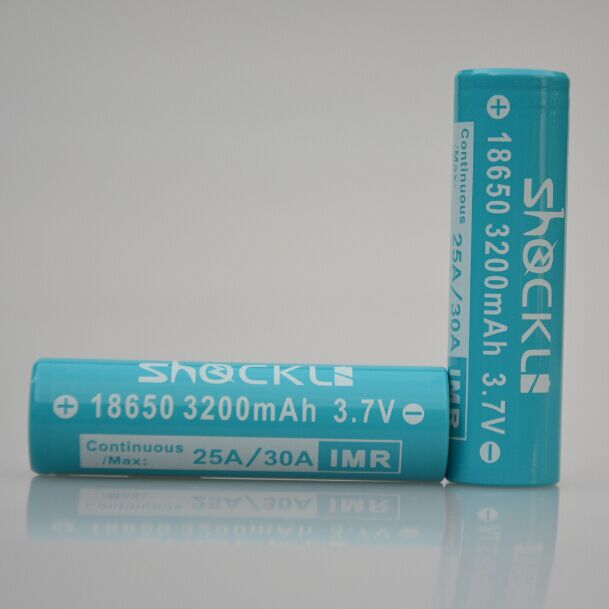 SHOCKLI
+ 18650 3200mAh 3.7V -
Continuous
/Max: 25A/30A IMR
SHOCKLI
+ 18650 3200mAh 3.7V -
Continuous
/Max: 25A/30A IMR